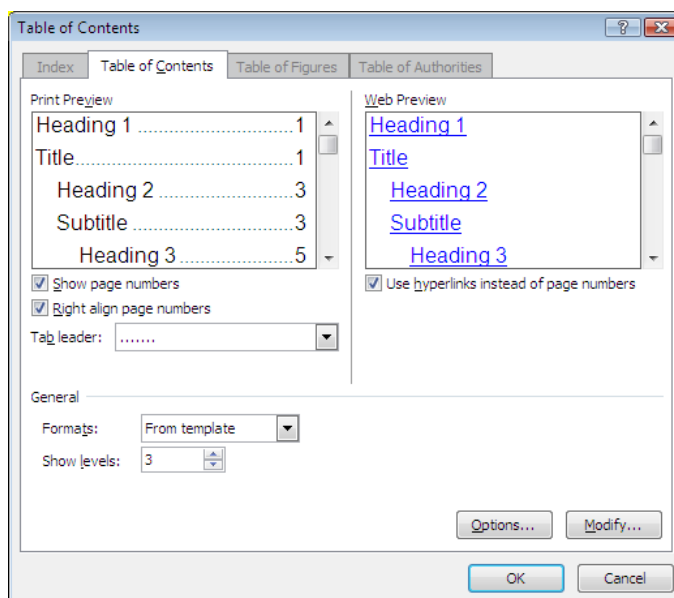 Table of Contents
Index Table of Contents Table of Figures Table of Authorities
Print Preview
Heading 1 ............................ 1
Title....................................... 1
Heading 2 ........................ 3
Subtitle ............................ 3
Heading 3 .................... 5
Show page numbers
Right align page numbers
Tab leader: .......
Web Preview
Heading 1
Title
Heading 2
Subtitle
Heading 3
Use hyperlinks instead of page numbers
General
Formats: From template
Show levels: 3
Options... Modify...
OK Cancel